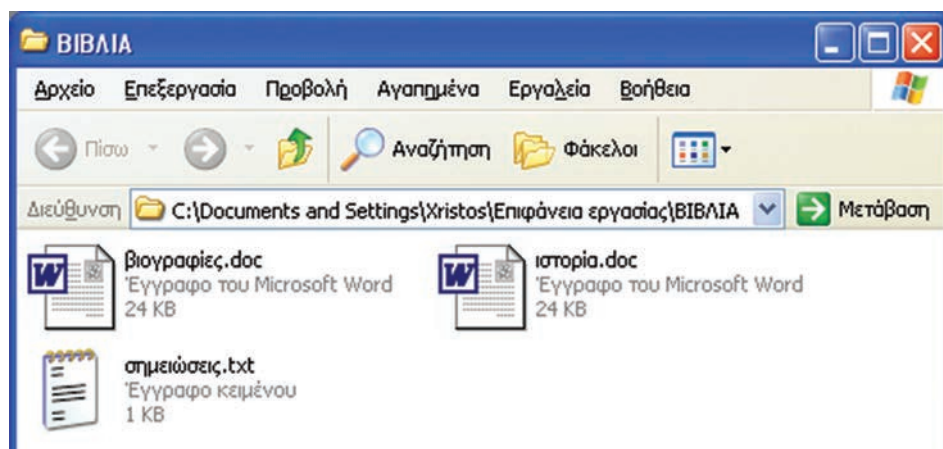 ΒΙΒΛΙΑ
Αρχείο Επεξεργασία Προβολή Αγαπημένα Εργαλεία Βοήθεια
Πίσω Αναζήτηση Φάκελοι
Διεύθυνση C:\Documents and Settings\Xristos\Επιφάνεια εργασίας\ΒΙΒΛΙΑ Μετάβαση
βιογραφίες.doc
Έγγραφο του Microsoft Word
24 KB
ιστορία.doc
Έγγραφο του Microsoft Word
24 KB
σημειώσεις.txt
Έγγραφο κειμένου
1 KB